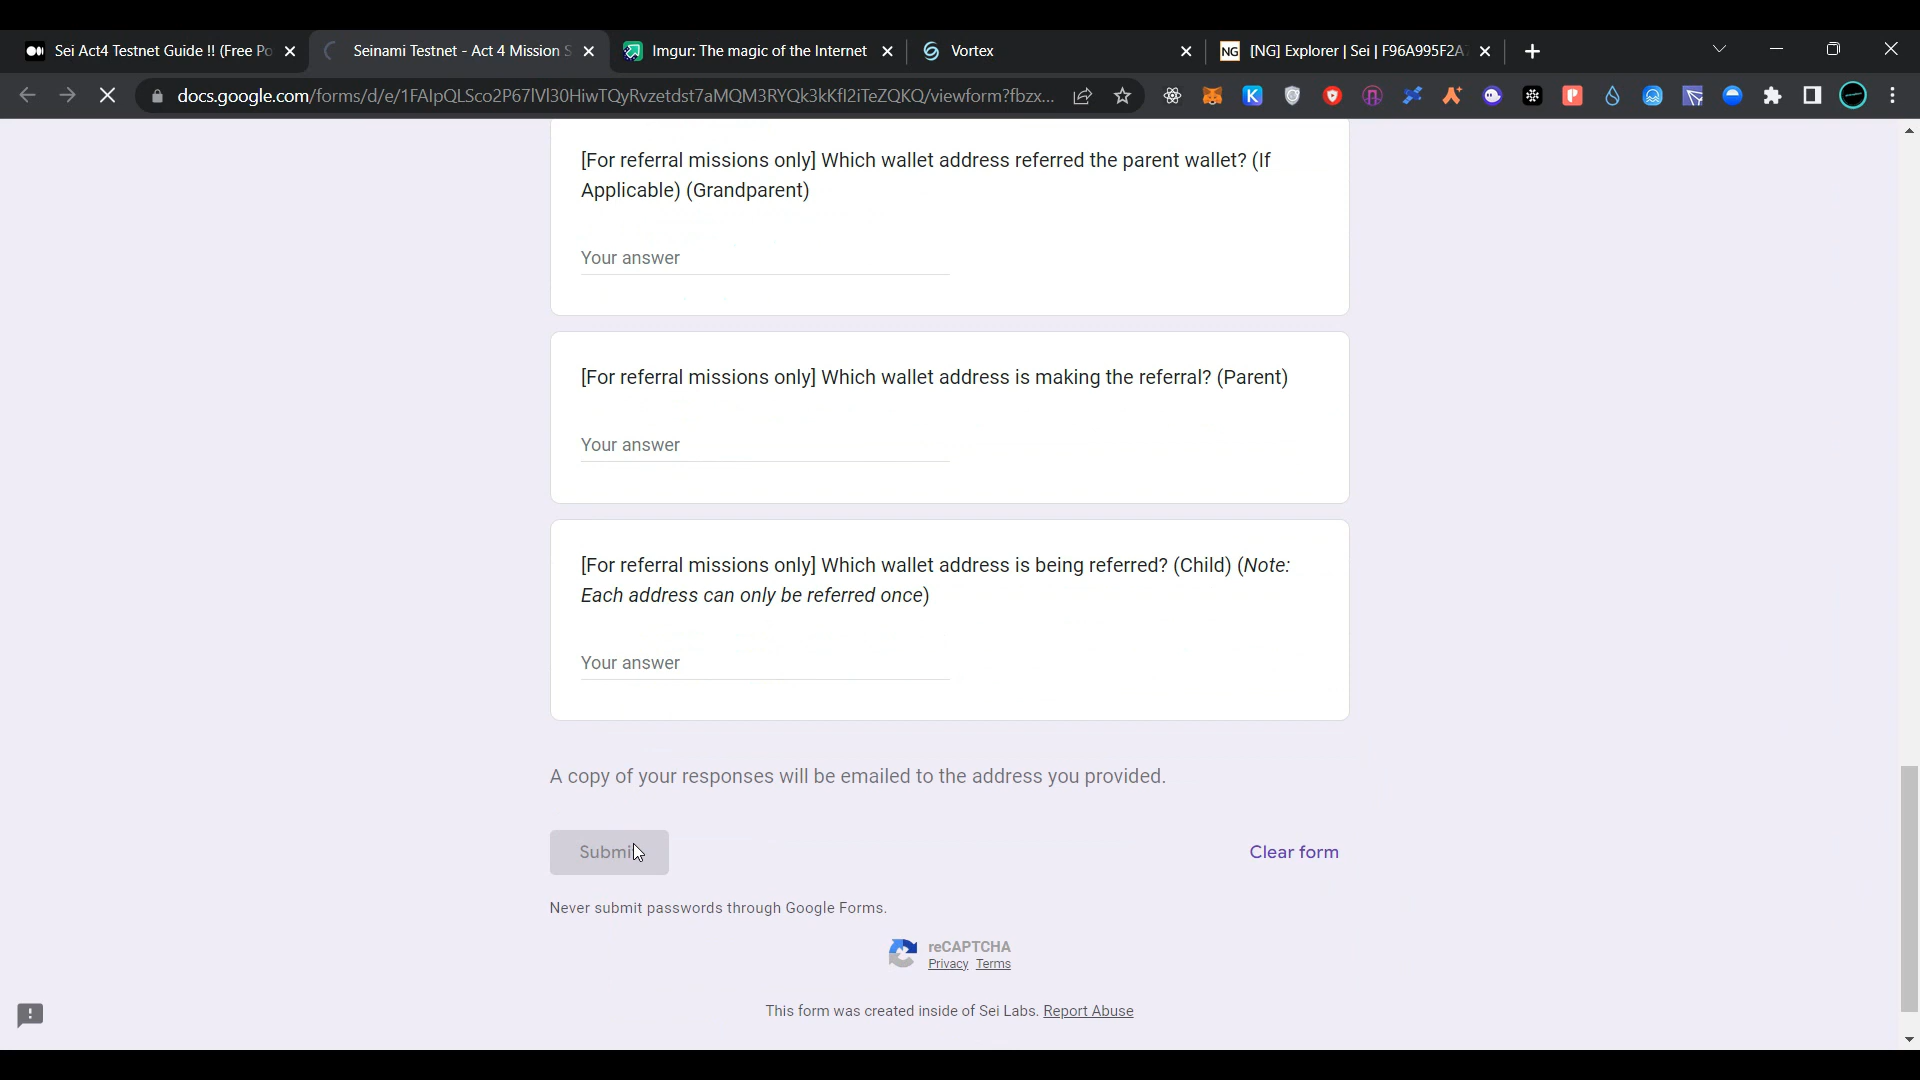 Sei Act4 Testnet Guide !! (Free Po
Seinami Testnet - Act 4 Mission S
Imgur: The magic of the Internet
Vortex
NG
[NG] Explorer | Sei | F96A995F2A7
docs.google.com/forms/d/e/1FAIpQLSco2P67lVl30HiwTQyRvzetdst7aMQM3RYQk3kKfl2iTeZQKQ/viewform?fbzx...
[For referral missions only] Which wallet address referred the parent wallet? (If
Applicable) (Grandparent)
Your answer
[For referral missions only] Which wallet address is making the referral? (Parent)
Your answer
[For referral missions only] Which wallet address is being referred? (Child) (Note:
Each address can only be referred once)
Your answer
A copy of your responses will be emailed to the address you provided.
Submit
Clear form
Never submit passwords through Google Forms.
reCAPTCHA
Privacy Terms
This form was created inside of Sei Labs. Report Abuse